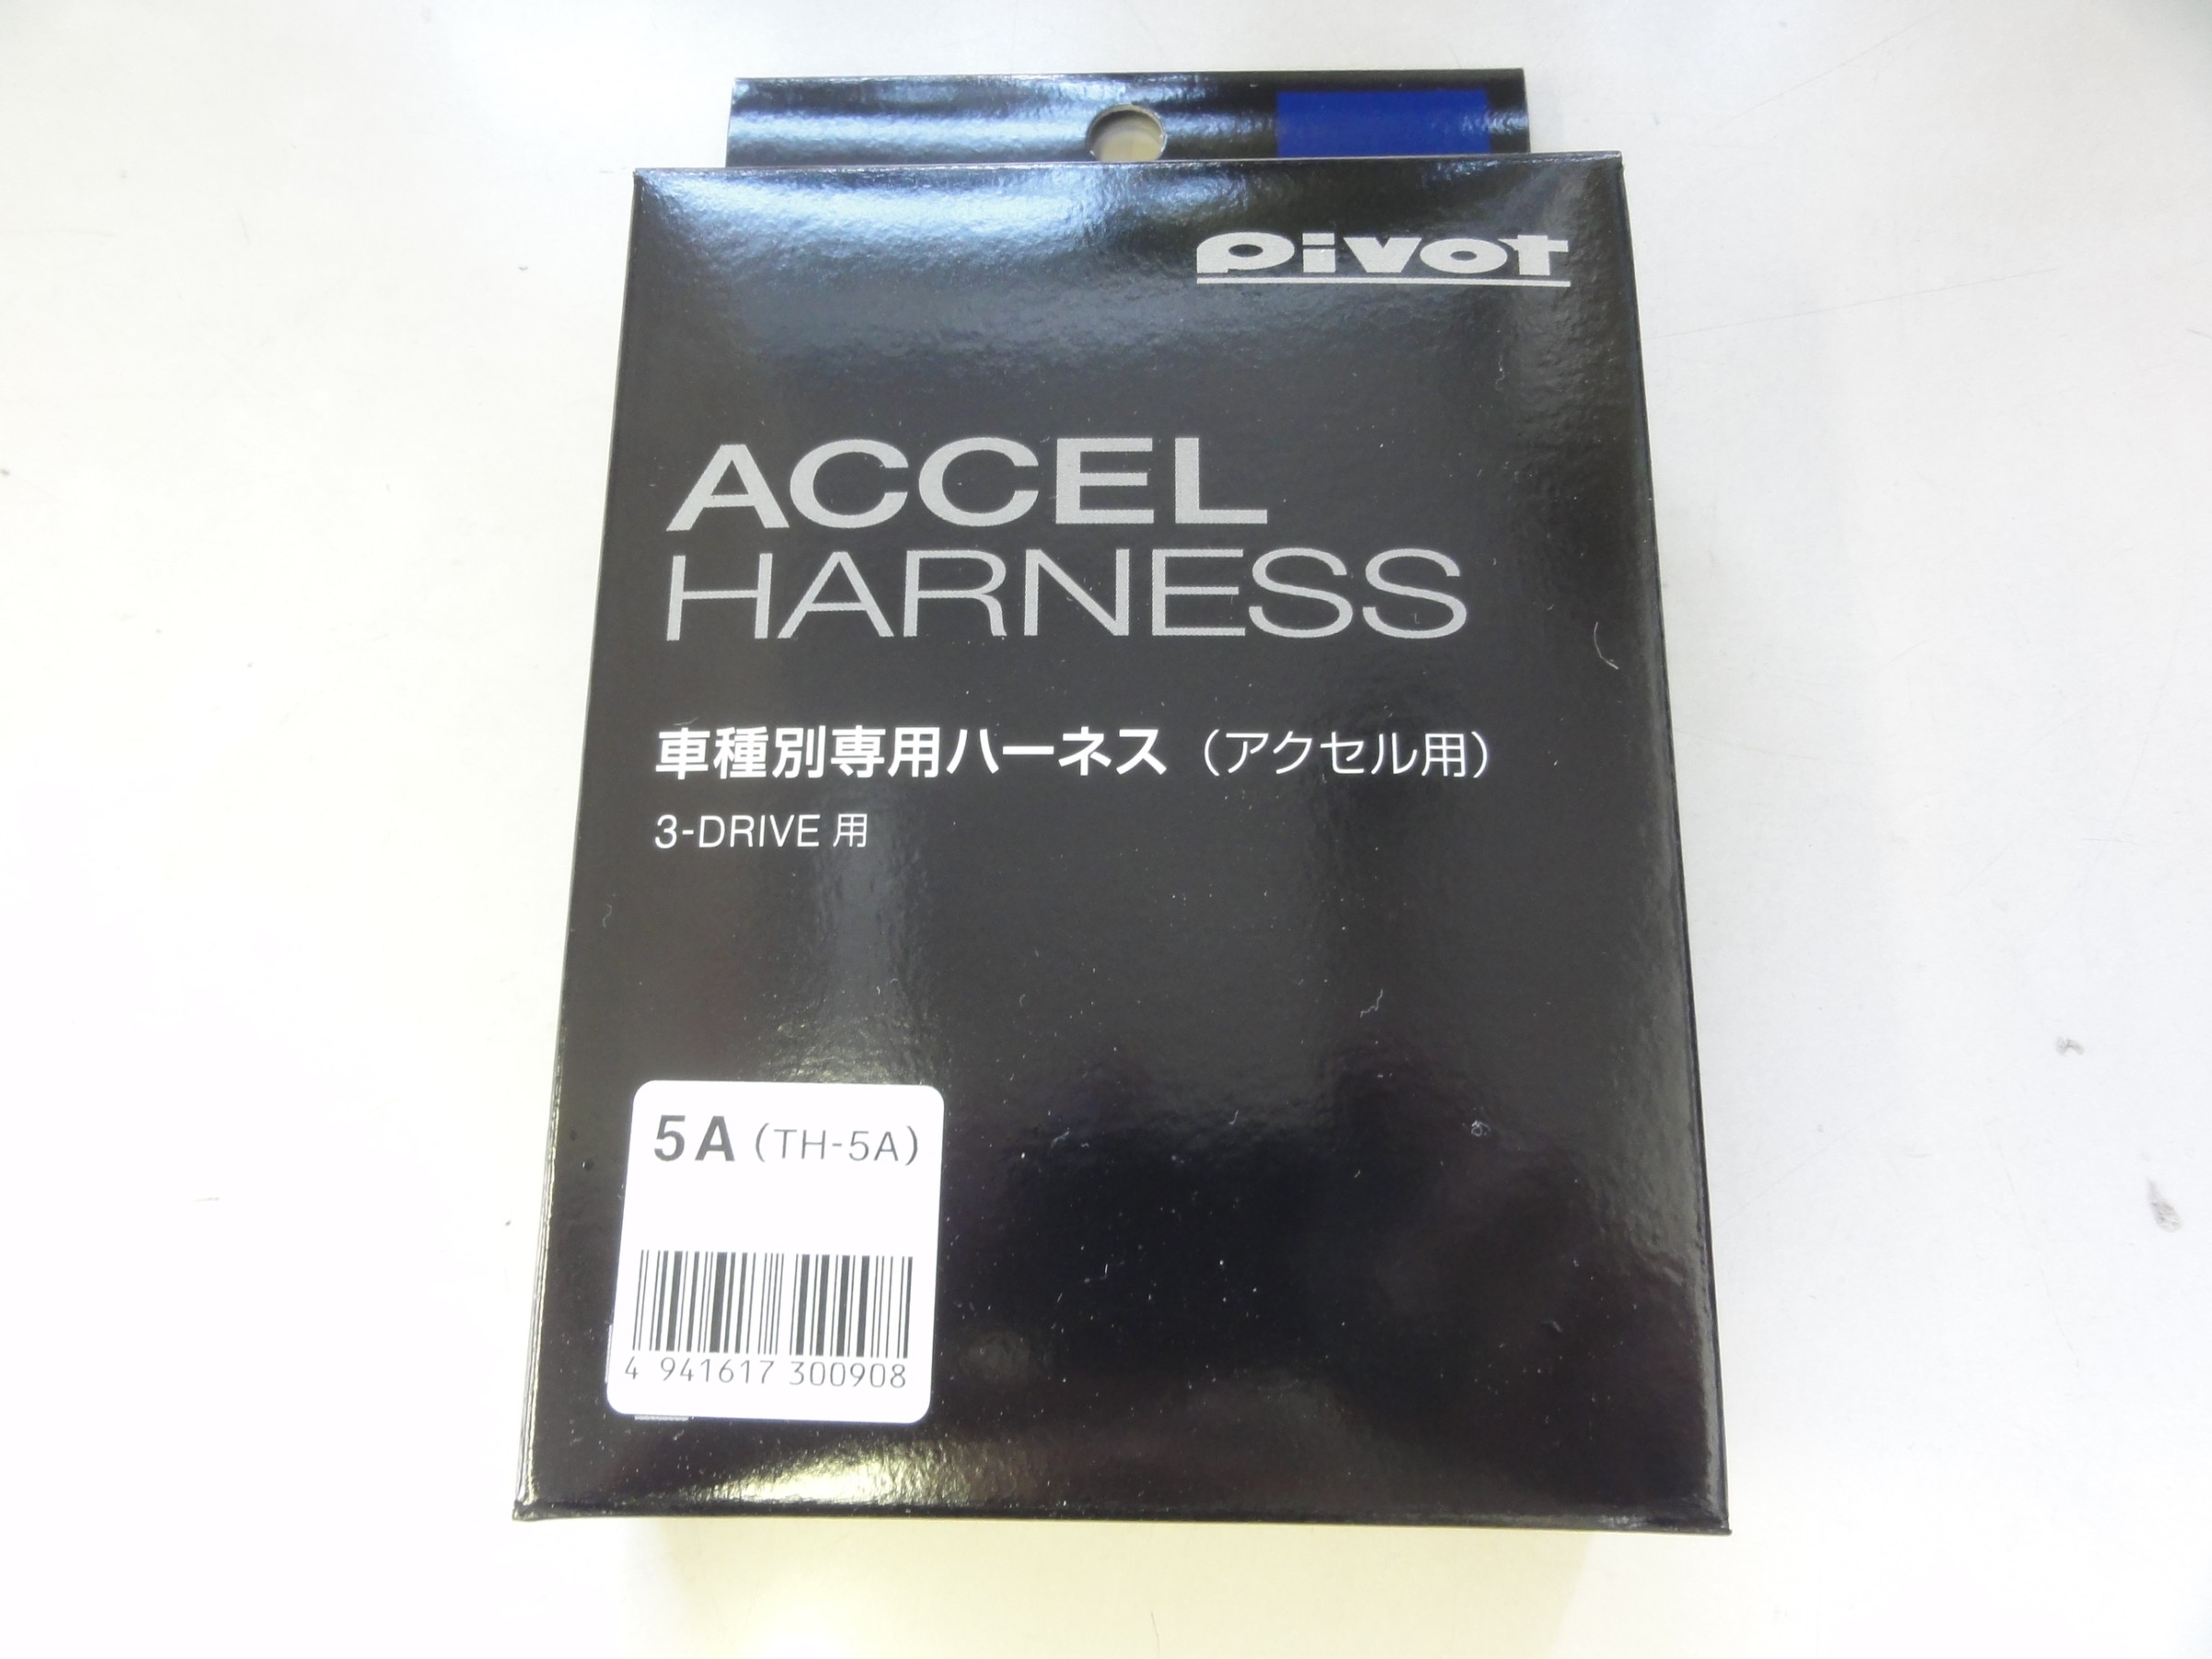 pivot
ACCEL
HARNESS
車種別専用ハーネス（アクセル用）
3-DRIVE 用
5A (TH-5A)
4 941617 300908